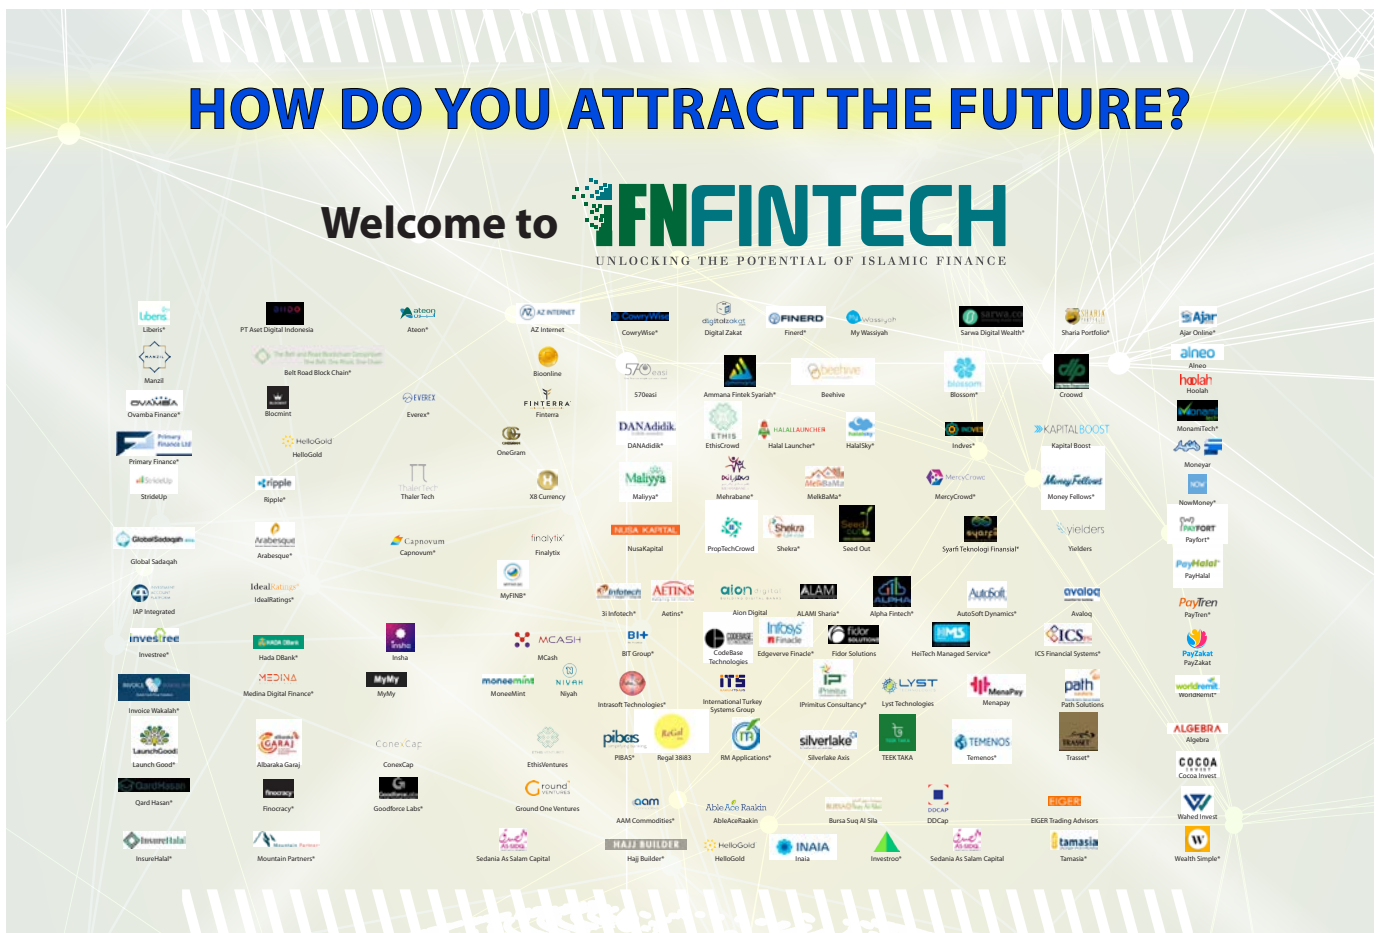 HOW DO YOU ATTRACT THE FUTURE?
Welcome to
iFNFINTECH
UNLOCKING THE POTENTIAL OF ISLAMIC FINANCE
Liberis*
PT Aset Digital Indonesia
Ateon*
AZ Internet
CowryWise*
Digital Zakat
Finerd*
My Wassiyah
Sarwa Digital Wealth*
Sharia Portfolio*
Ajar Online*
Manzil
Belt Road Block Chain*
Bioonline
570easi
Ammana Fintek Syariah*
Beehive
Blossom*
Croowd
Alneo
Hoolah
Ovamba Finance*
Blocmint
Everex*
Finterra
DANAdidik*
EthisCrowd
Halal Launcher*
HalalSky*
Indves*
Kapital Boost
MonamiTech*
Primary Finance*
HelloGold
OneGram
Moneyar
StrideUp
Ripple*
Thaler Tech
X8 Currency
Maliyya*
Mehrabane*
MelkBaMa*
MercyCrowd*
Money Fellows*
NowMoney*
Global Sadaqah
Arabesque*
Capnovum*
Finalytix
NusaKapital
PropTechCrowd
Shekra*
Seed Out
Syarfi Teknologi Finansial*
Yielders
Payfort*
PayHalal
IAP Integrated
IdealRatings*
MyFINB*
3i Infotech*
Aetins*
Aion Digital
ALAMI Sharia*
Alpha Fintech*
AutoSoft Dynamics*
Avaloq
PayTren*
Investree*
Hada DBank*
Insha
MCash
BIT Group*
CodeBase
Technologies
Edgeverve Finacle*
Fidor Solutions
HeiTech Managed Service*
ICS Financial Systems*
PayZakat
Invoice Wakalah*
Medina Digital Finance*
MyMy
MoneeMint
Niyah
Intrasoft Technologies*
International Turkey
Systems Group
IPrimitus Consultancy*
Lyst Technologies
Menapay
Path Solutions
WorldRemit*
Launch Good*
Albaraka Garaj
ConexCap
EthisVentures
PIBAS*
Regal 38i83
RM Applications*
Silverlake Axis
TEEK TAKA
Temenos*
Trasset*
Algebra
Cocoa Invest
Qard Hasan*
Finocracy*
Goodforce Labs*
Ground One Ventures
AAM Commodities*
AbleAceRaakin
Bursa Suq Al Sila
DDCap
EIGER Trading Advisors
Wahed Invest
InsureHalal*
Mountain Partners*
Sedania As Salam Capital
Hajj Builder*
HelloGold
Inaia
Investroo*
Sedania As Salam Capital
Tamasia*
Wealth Simple*